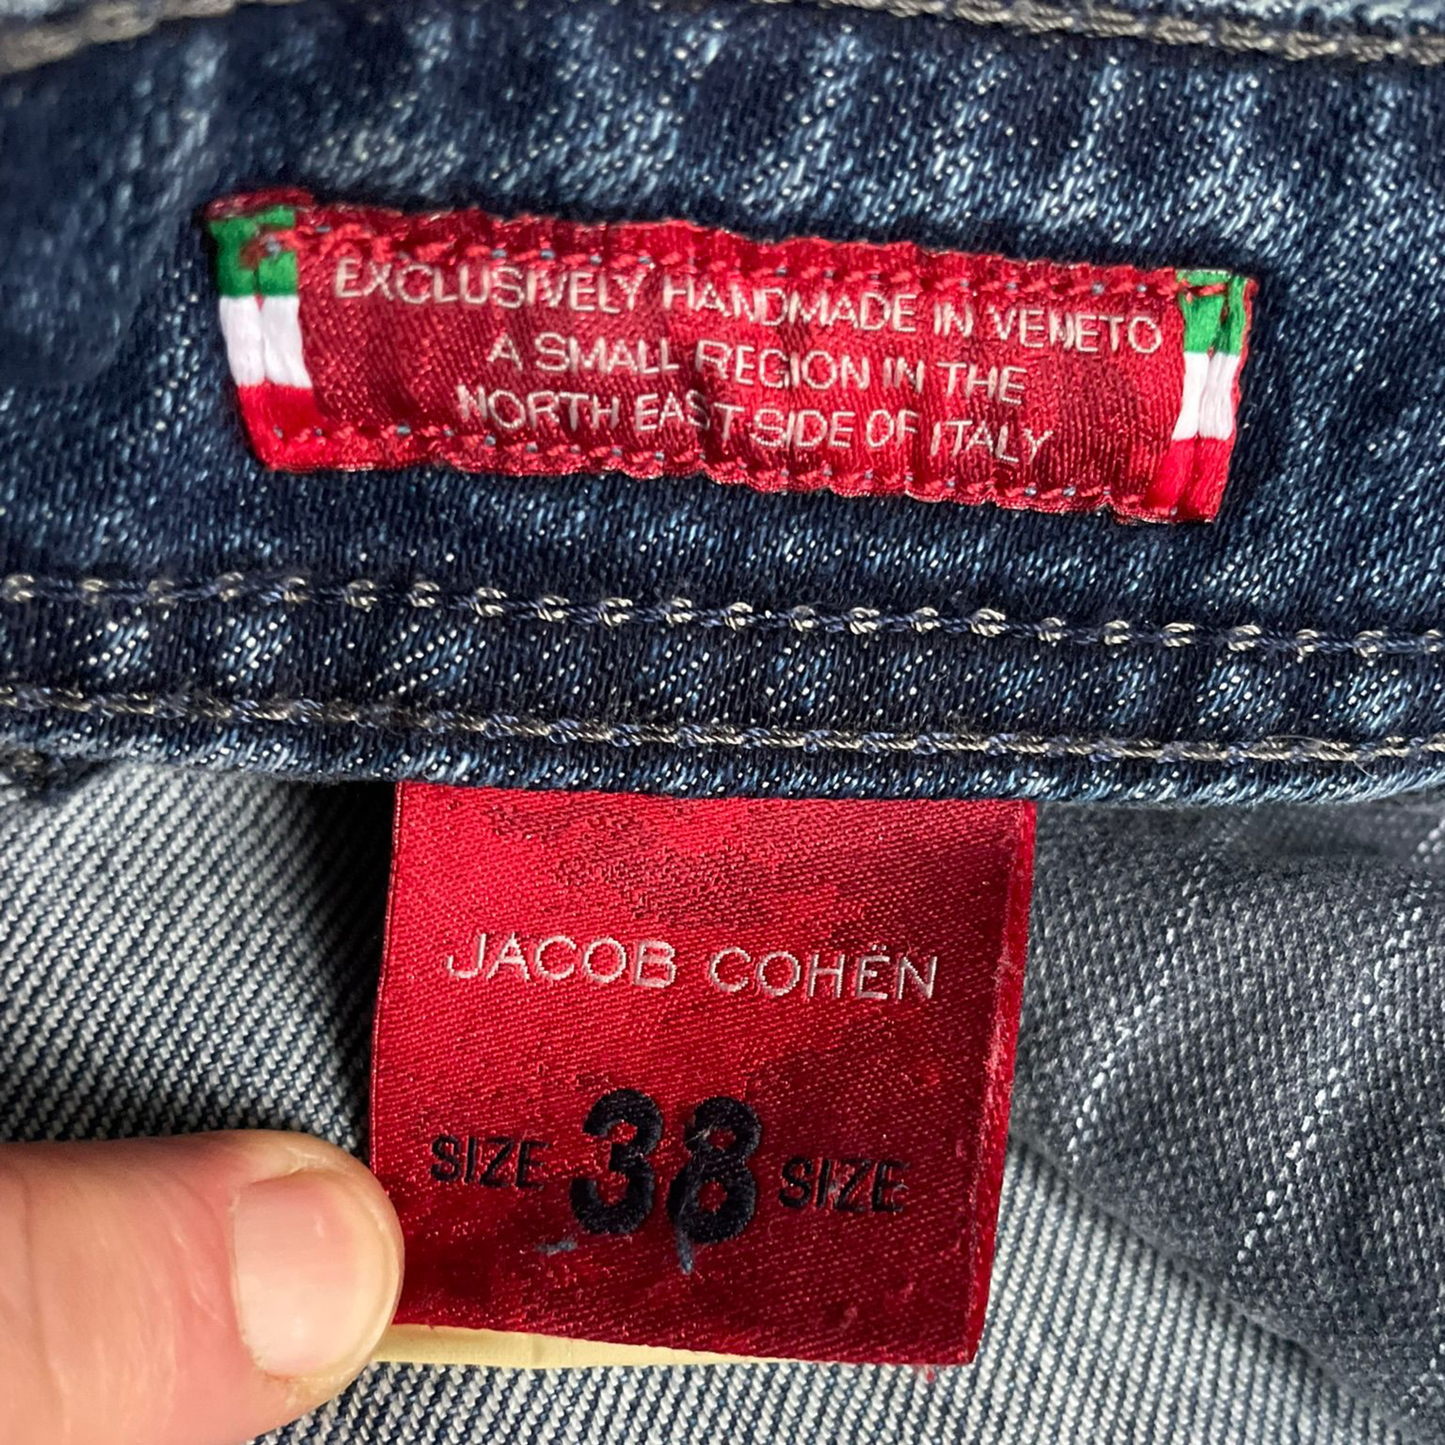 EXCLUSIVELY HANDMADE IN VENETO
A SMALL REGION IN THE
NORTH EAST SIDE OF ITALY
JACOB COHËN
SIZE 38 SIZE